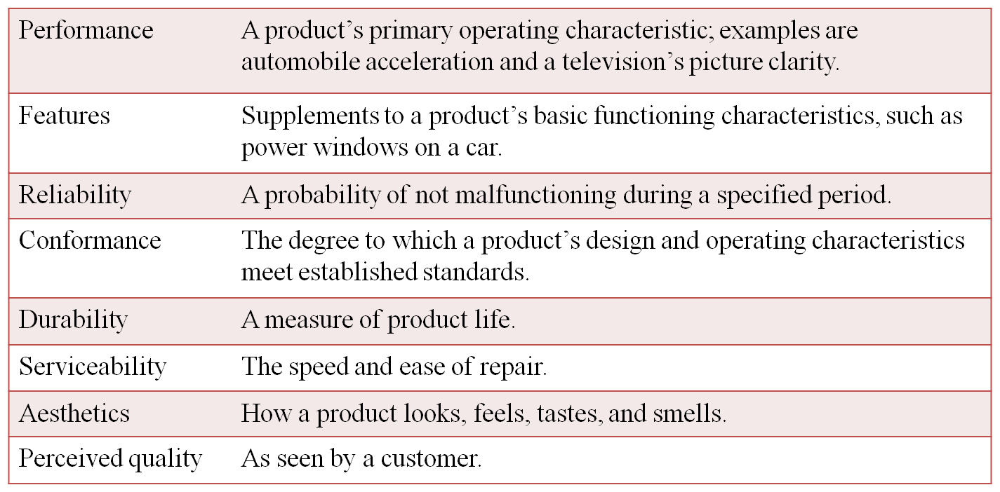 Performance A product’s primary operating characteristic; examples are
automobile acceleration and a television’s picture clarity.
Features Supplements to a product’s basic functioning characteristics, such as
power windows on a car.
Reliability A probability of not malfunctioning during a specified period.
Conformance The degree to which a product’s design and operating characteristics
meet established standards.
Durability A measure of product life.
Serviceability The speed and ease of repair.
Aesthetics How a product looks, feels, tastes, and smells.
Perceived quality As seen by a customer.